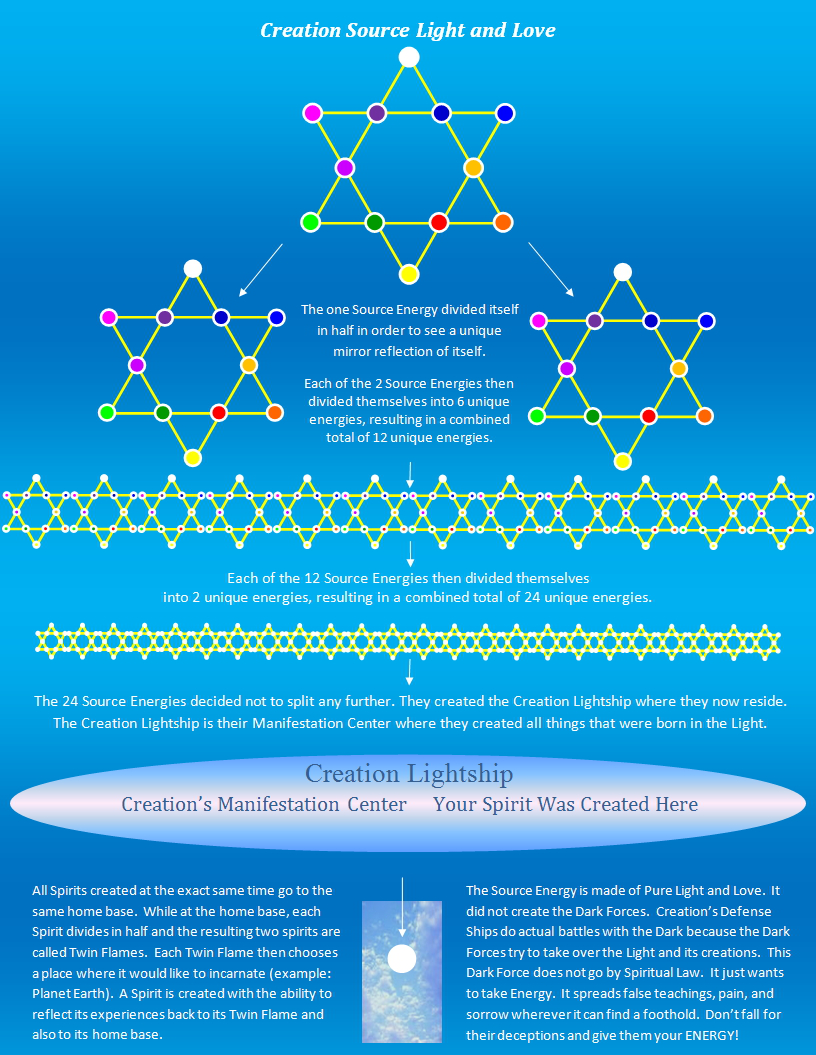 Creation Source Light and Love
The one Source Energy divided itself
in half in order to see a unique
mirror reflection of itself.
Each of the 2 Source Energies then
divided themselves into 6 unique
energies, resulting in a combined
total of 12 unique energies.
Each of the 12 Source Energies then divided themselves
into 2 unique energies, resulting in a combined total of 24 unique energies.
The 24 Source Energies decided not to split any further. They created the Creation Lightship where they now reside.
The Creation Lightship is their Manifestation Center where they created all things that were born in the Light.
Creation Lightship
Creation's Manifestation Center Your Spirit Was Created Here
All Spirits created at the exact same time go to the
same home base. While at the home base, each
Spirit divides in half and the resulting two spirits are
called Twin Flames. Each Twin Flame then chooses
a place where it would like to incarnate (example:
Planet Earth). A Spirit is created with the ability to
reflect its experiences back to its Twin Flame and
also to its home base.
The Source Energy is made of Pure Light and Love. It
did not create the Dark Forces. Creation's Defense
Ships do actual battles with the Dark because the Dark
Forces try to take over the Light and its creations. This
Dark Force does not go by Spiritual Law. It just wants
to take Energy. It spreads false teachings, pain, and
sorrow wherever it can find a foothold. Don't fall for
their deceptions and give them your ENERGY!